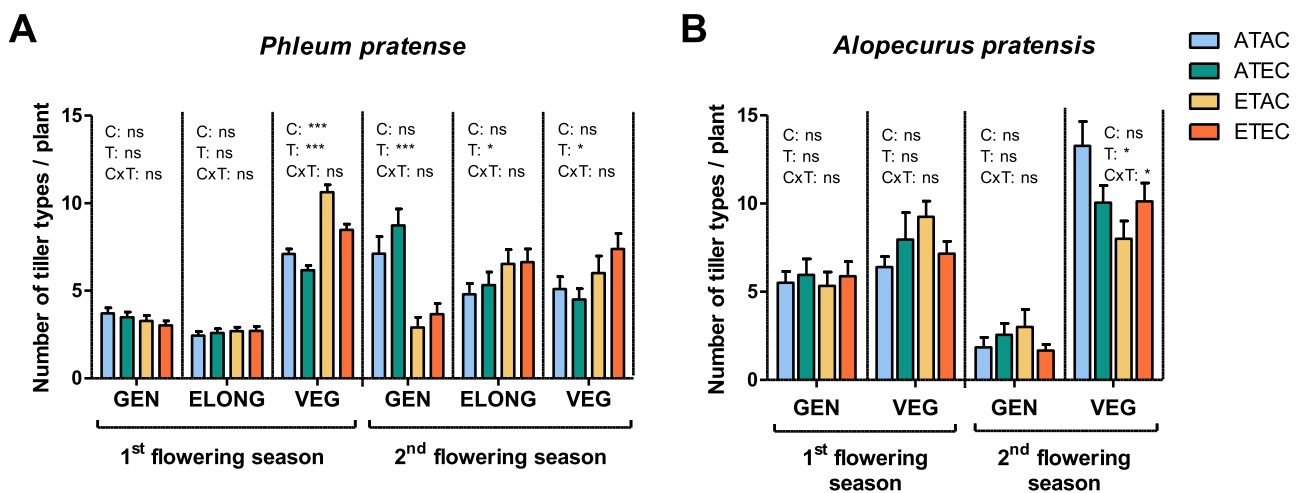 A
Phleum pratense
Number of tiller types / plant
15
10
5
0
C: ns
T: ns
CxT: ns
C: ns
T: ns
CxT: ns
C: ***
T: ***
CxT: ns
C: ns
T: ***
CxT: ns
C: ns
T: *
CxT: ns
C: ns
T: *
CxT: ns
GEN
ELONG
VEG
GEN
ELONG
VEG
1st flowering season
2nd flowering season
B
Alopecurus pratensis
Number of tiller types / plant
15
10
5
0
C: ns
T: ns
CxT: ns
C: ns
T: ns
CxT: ns
C: ns
T: ns
CxT: ns
C: ns
T: *
CxT: *
GEN
VEG
GEN
VEG
1st flowering
season
2nd flowering
season
ATAC
ATEC
ETAC
ETEC